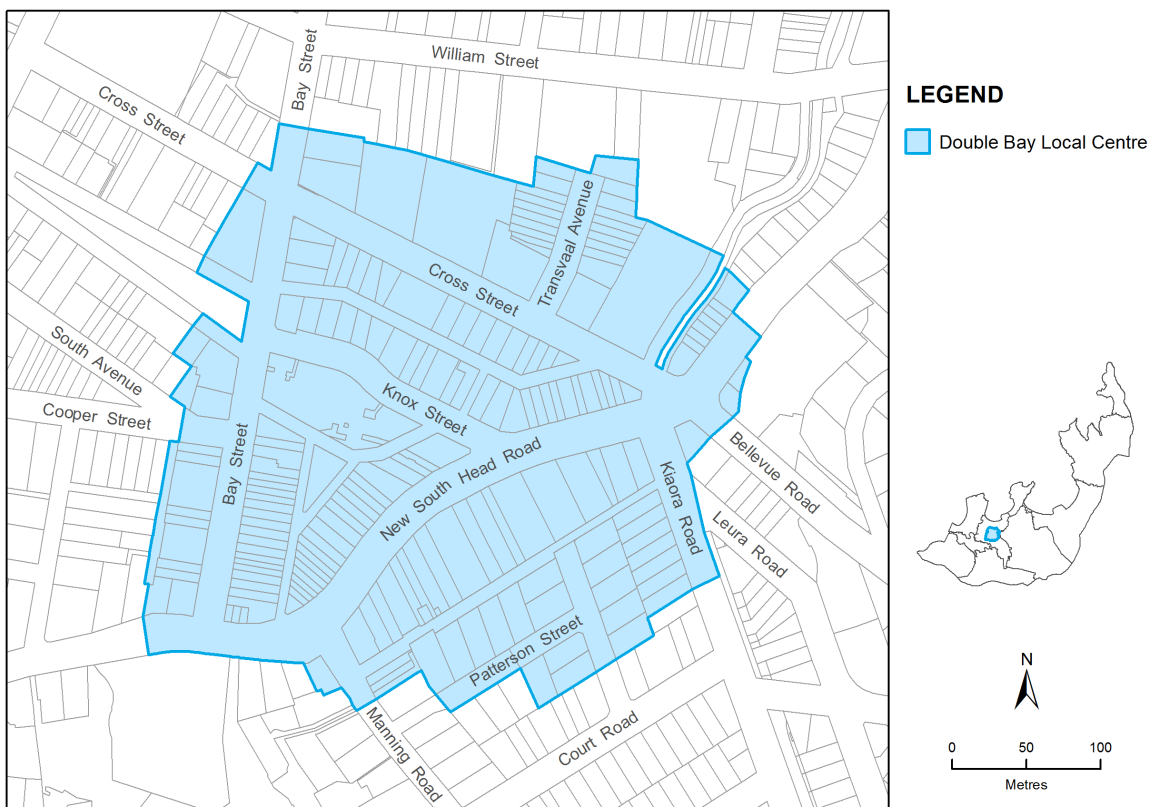 William Street
Bay Street
Cross Street
Transvaal Avenue
Cross Street
South Avenue
Cooper Street
Knox Street
Bay Street
New South Head Road
Kiaora Road
Bellevue Road
Leura Road
Patterson Street
Manning Road
Court Road
LEGEND
Double Bay Local Centre
N
0 50 100
Metres